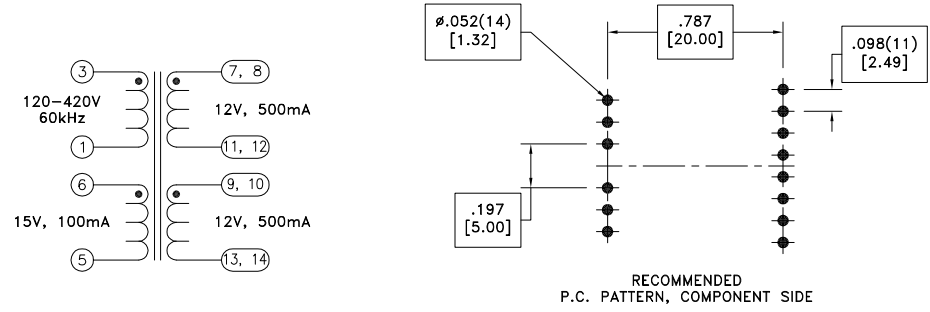 3
120–420V
60kHz
1
7, 8
12V, 500mA
11, 12
6
15V, 100mA
5
9, 10
12V, 500mA
13, 14
ø.052(14)
[1.32]
.787
[20.00]
.098(11)
[2.49]
.197
[5.00]
RECOMMENDED
P.C. PATTERN, COMPONENT SIDE